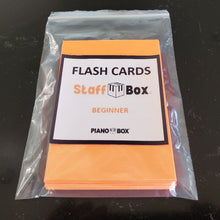 FLASH CARDS
Staff Box
BEGINNER
PIANO BOX